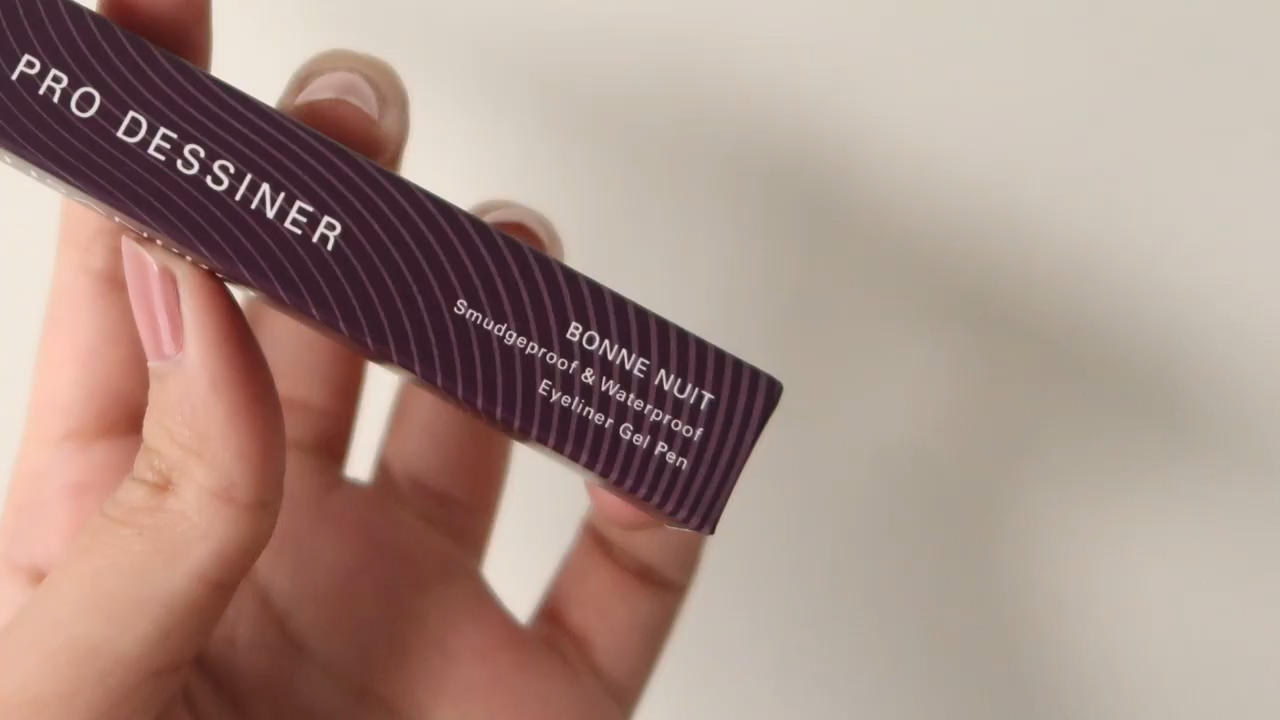 PRO DESSINER
BONNE NUIT
Smudgeproof & Waterproof
Eyeliner Gel Pen